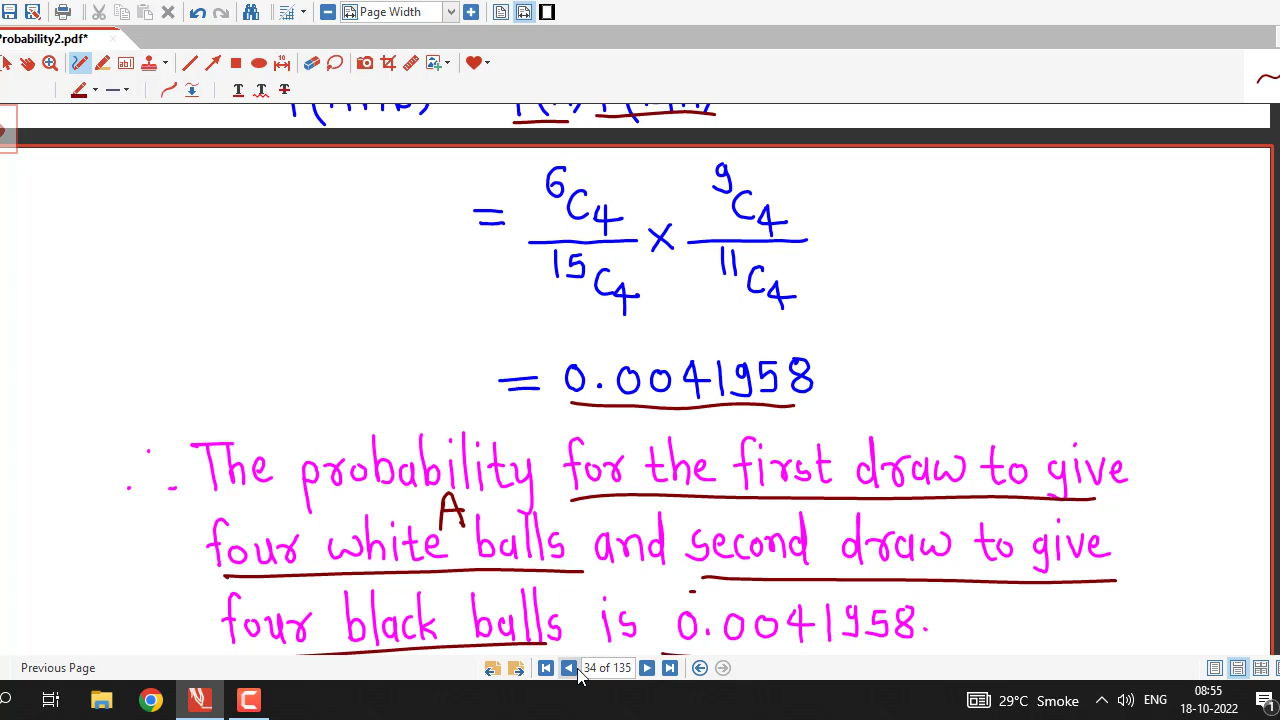 Page Width
Probability2.pdf*
P(A∩B) P(A) P(B/A)
= ⁶C₄/¹⁵C₄ × ⁹C₄/¹¹C₄
= 0.0041958
∴ The probability for the first draw to give
A
four white balls and second draw to give
four black balls is 0.0041958.
Previous Page
34 of 135
29°C Smoke
ENG
08:55
18-10-2022